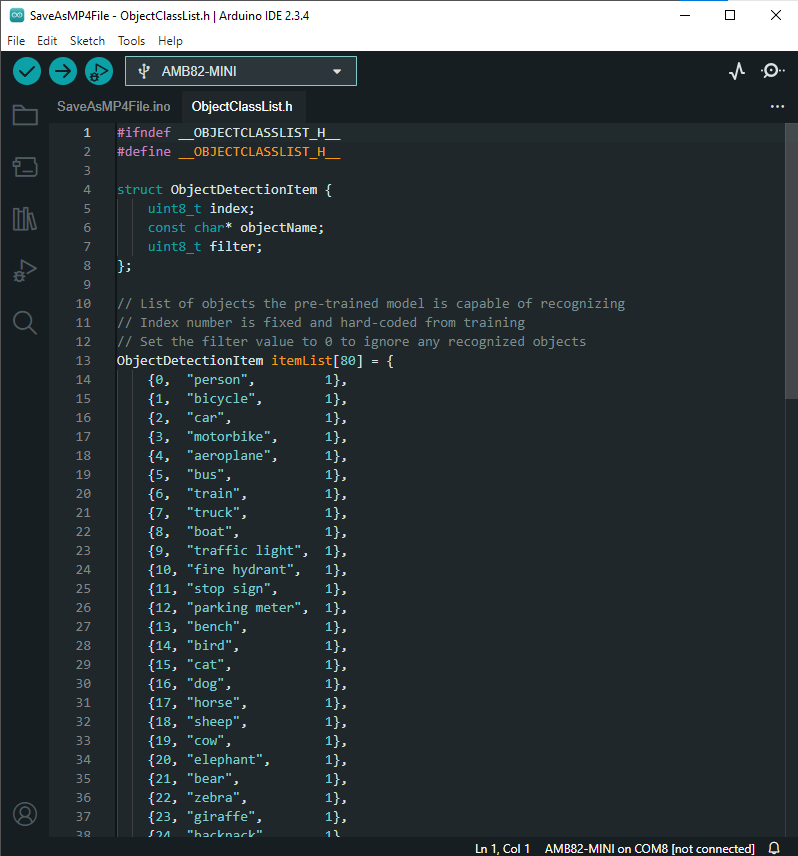 SaveAsMP4File - ObjectClassList.h | Arduino IDE 2.3.4
File Edit Sketch Tools Help
AMB82-MINI
SaveAsMP4File.ino ObjectClassList.h
1 #ifndef __OBJECTCLASSLIST_H__
2 #define __OBJECTCLASSLIST_H__
3
4 struct ObjectDetectionItem {
5 uint8_t index;
6 const char* objectName;
7 uint8_t filter;
8 };
9
10 // List of objects the pre-trained model is capable of recognizing
11 // Index number is fixed and hard-coded from training
12 // Set the filter value to 0 to ignore any recognized objects
13 ObjectDetectionItem itemList[80] = {
14 {0, "person", 1},
15 {1, "bicycle", 1},
16 {2, "car", 1},
17 {3, "motorbike", 1},
18 {4, "aeroplane", 1},
19 {5, "bus", 1},
20 {6, "train", 1},
21 {7, "truck", 1},
22 {8, "boat", 1},
23 {9, "traffic light", 1},
24 {10, "fire hydrant", 1},
25 {11, "stop sign", 1},
26 {12, "parking meter", 1},
27 {13, "bench", 1},
28 {14, "bird", 1},
29 {15, "cat", 1},
30 {16, "dog", 1},
31 {17, "horse", 1},
32 {18, "sheep", 1},
33 {19, "cow", 1},
34 {20, "elephant", 1},
35 {21, "bear", 1},
36 {22, "zebra", 1},
37 {23, "giraffe", 1},
38 {24, "backpack", 1},
Ln 1, Col 1 AMB82-MINI on COM8 [not connected]